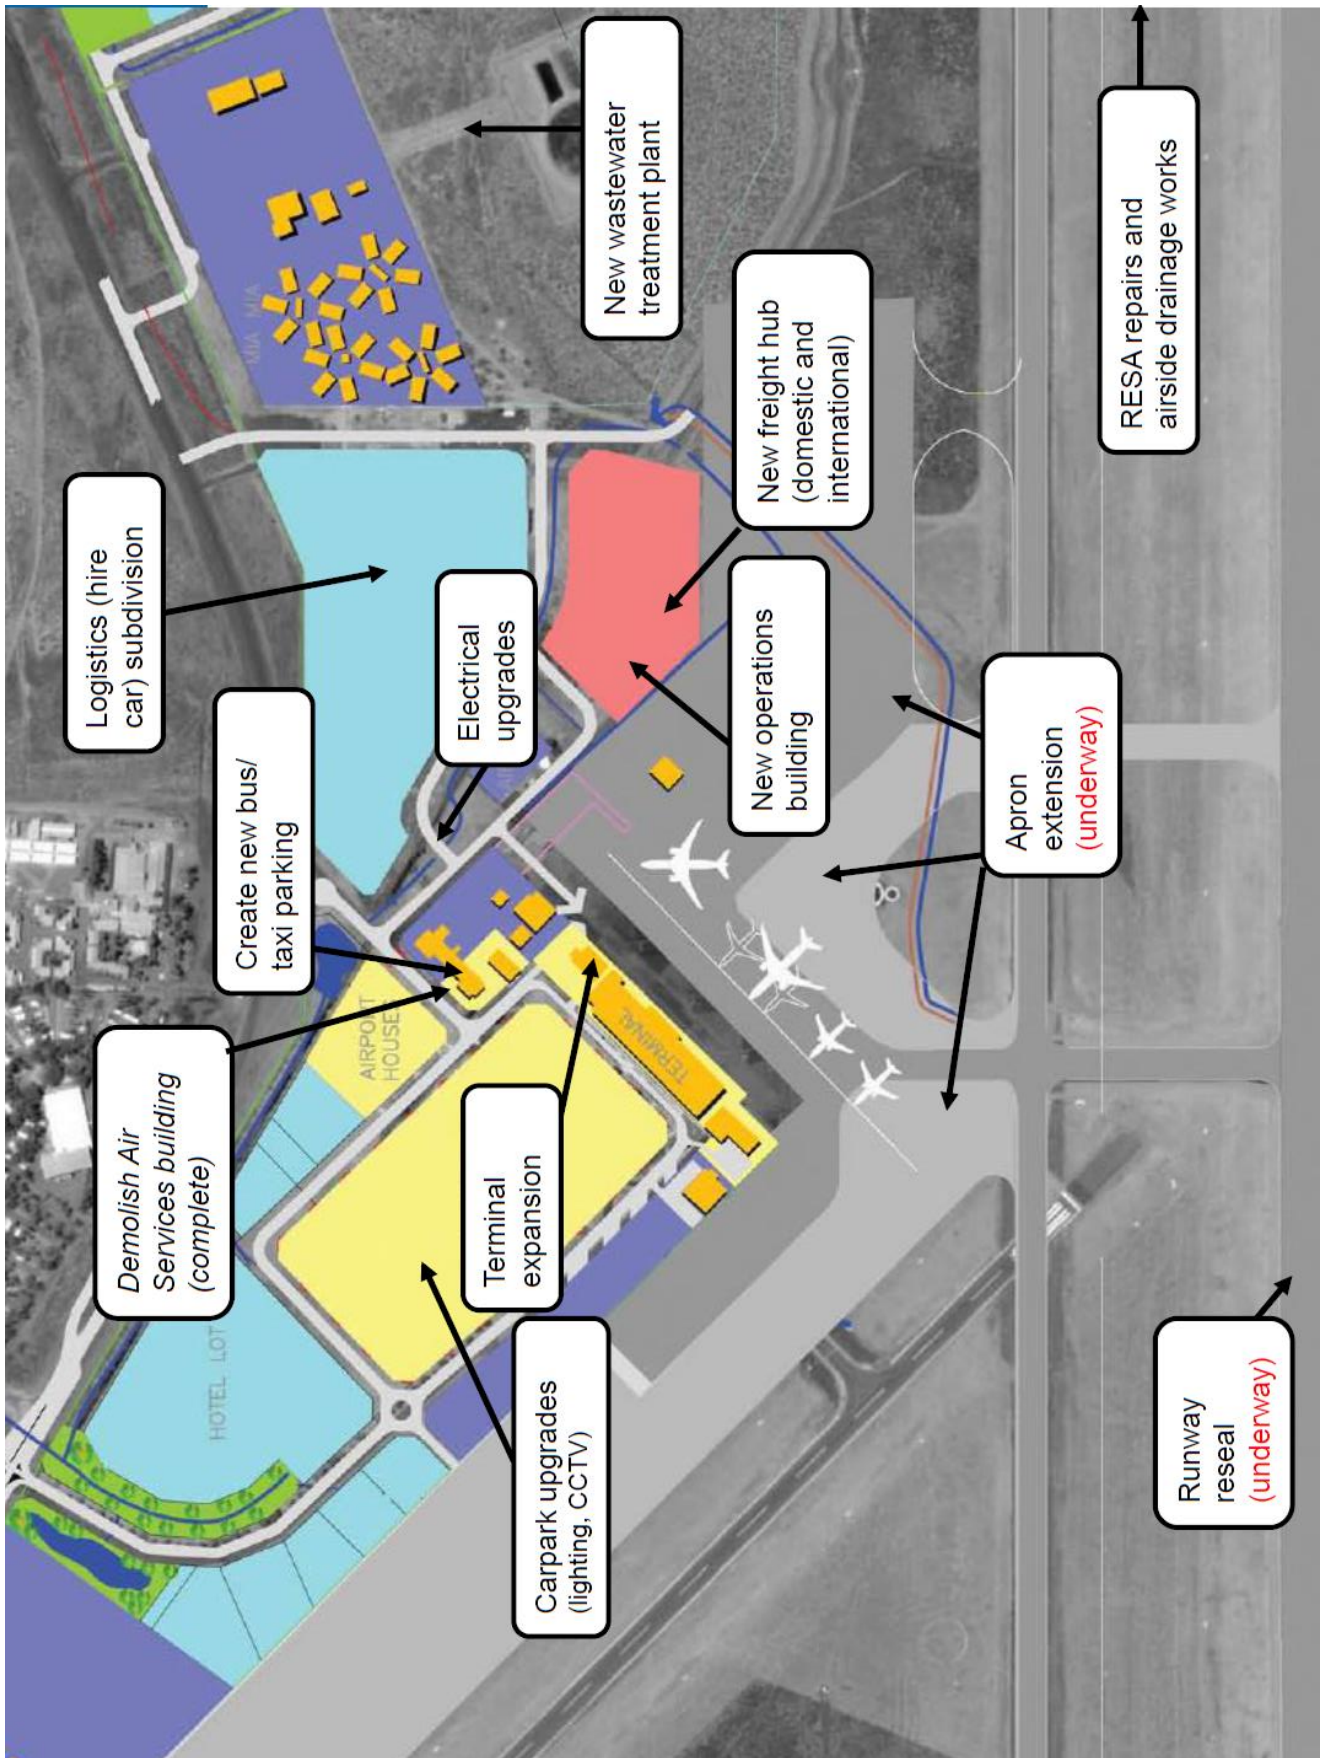 Logistics (hire
car) subdivision
Demolish Air
Services building
(complete)
Create new bus/
taxi parking
HOTEL LOT
AIRPORT
HOUSE
MIA MIA
Electrical
upgrades
Terminal
expansion
Carpark upgrades
(lighting, CCTV)
New wastewater
treatment plant
TERMINAL
New operations
building
New freight hub
(domestic and
international)
Apron
extension
(underway)
RESA repairs and
airside drainage works
Runway
reseal
(underway)